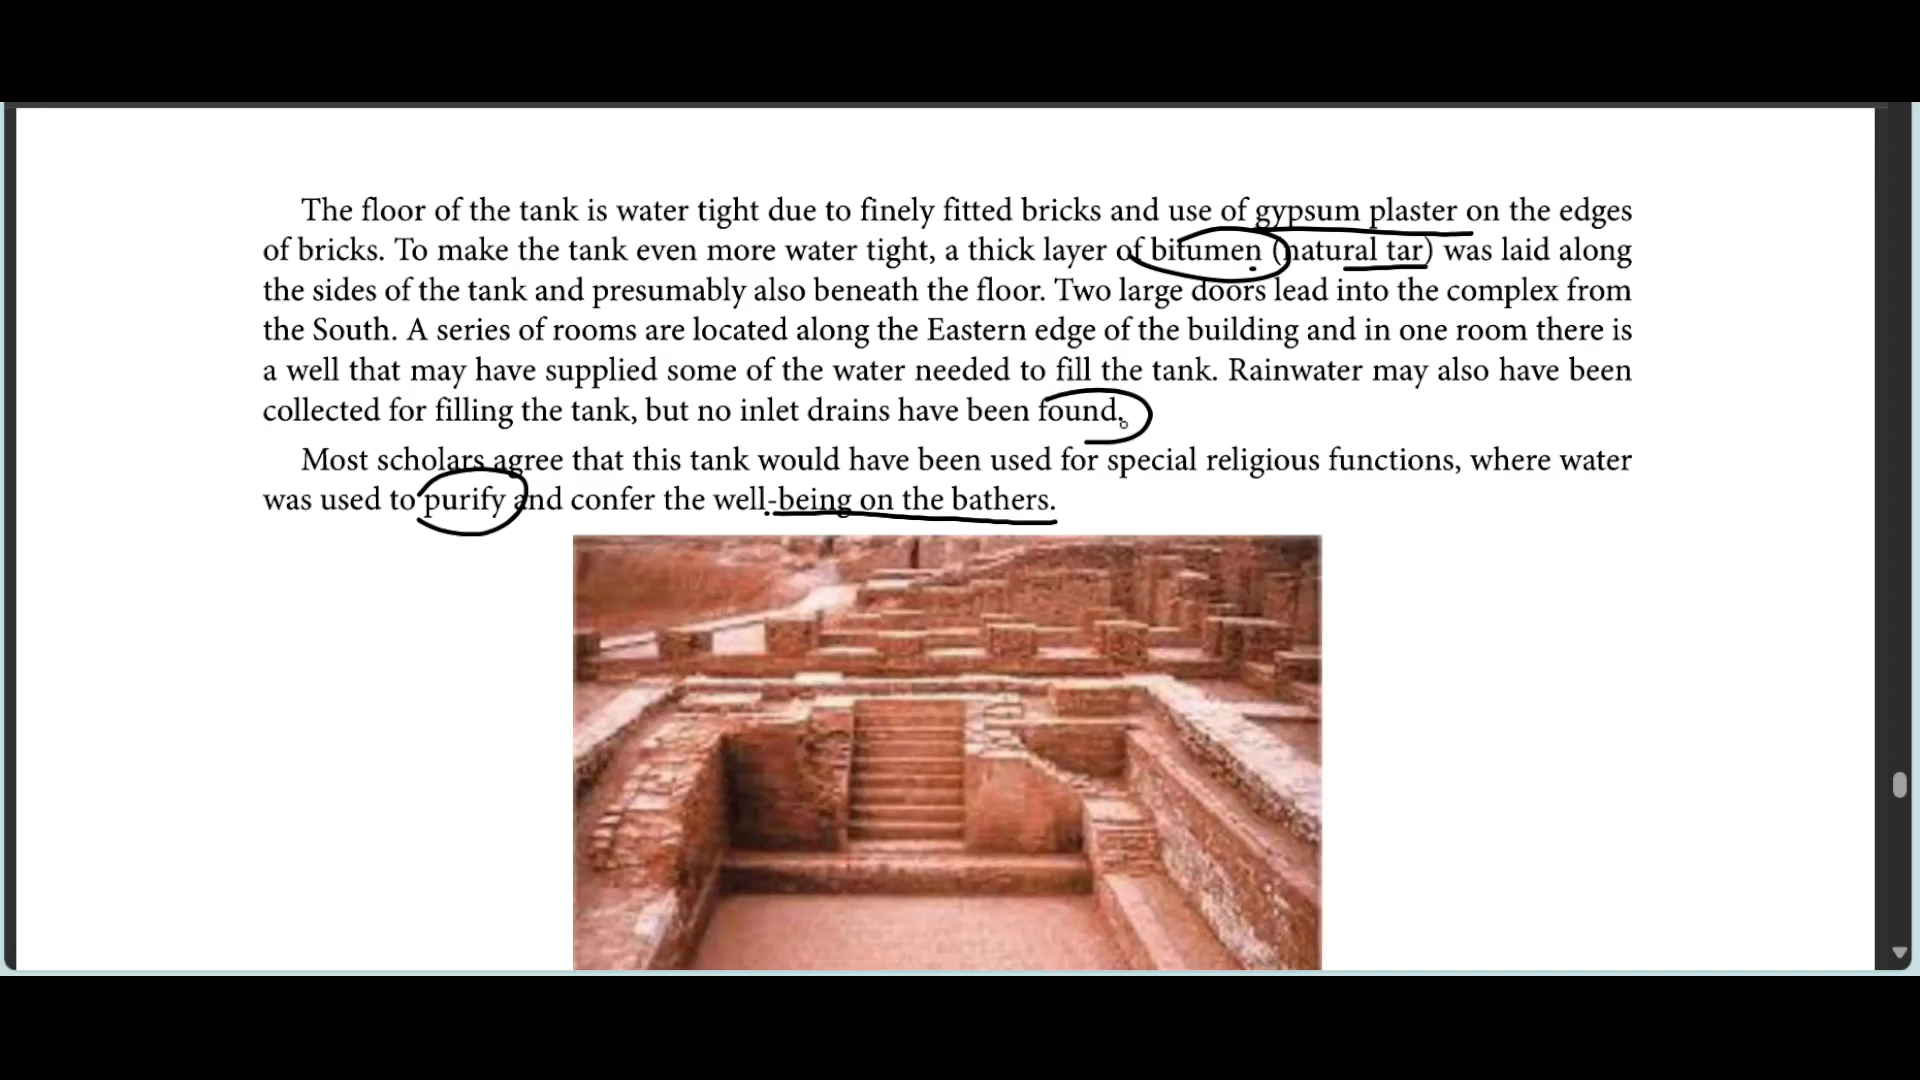 The floor of the tank is water tight due to finely fitted bricks and use of gypsum plaster on the edges
of bricks. To make the tank even more water tight, a thick layer of bitumen (natural tar) was laid along
the sides of the tank and presumably also beneath the floor. Two large doors lead into the complex from
the South. A series of rooms are located along the Eastern edge of the building and in one room there is
a well that may have supplied some of the water needed to fill the tank. Rainwater may also have been
collected for filling the tank, but no inlet drains have been found.
Most scholars agree that this tank would have been used for special religious functions, where water
was used to purify and confer the well-being on the bathers.